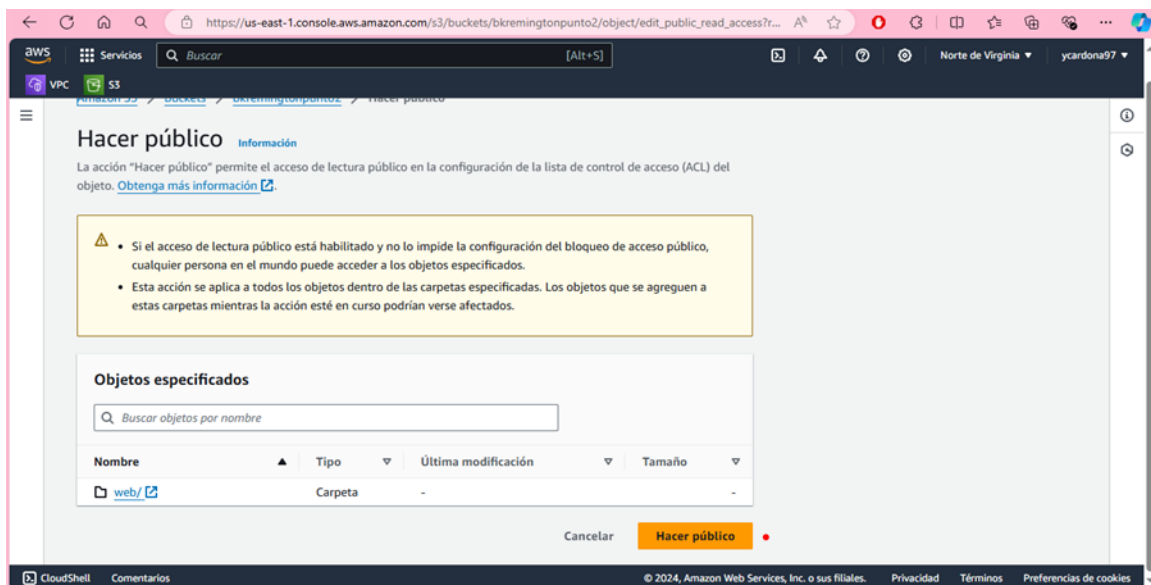 https://us-east-1.console.aws.amazon.com/s3/buckets/bkremingtonpunto2/object/edit_public_read_access?r...
aws Servicios Buscar [Alt+S] Norte de Virginia ycardona97
VPC S3
Amazon S3 Buckets bkremingtonpunto2 Hacer público
Hacer público Información
La acción "Hacer público" permite el acceso de lectura público en la configuración de la lista de control de acceso (ACL) del
objeto. Obtenga más información.
• Si el acceso de lectura público está habilitado y no lo impide la configuración del bloqueo de acceso público,
cualquier persona en el mundo puede acceder a los objetos especificados.
• Esta acción se aplica a todos los objetos dentro de las carpetas especificadas. Los objetos que se agreguen a
estas carpetas mientras la acción esté en curso podrían verse afectados.
Objetos especificados
Buscar objetos por nombre
Nombre Tipo Última modificación Tamaño
web/ Carpeta - -
Cancelar Hacer público
CloudShell Comentarios © 2024, Amazon Web Services, Inc. o sus filiales. Privacidad Términos Preferencias de cookies